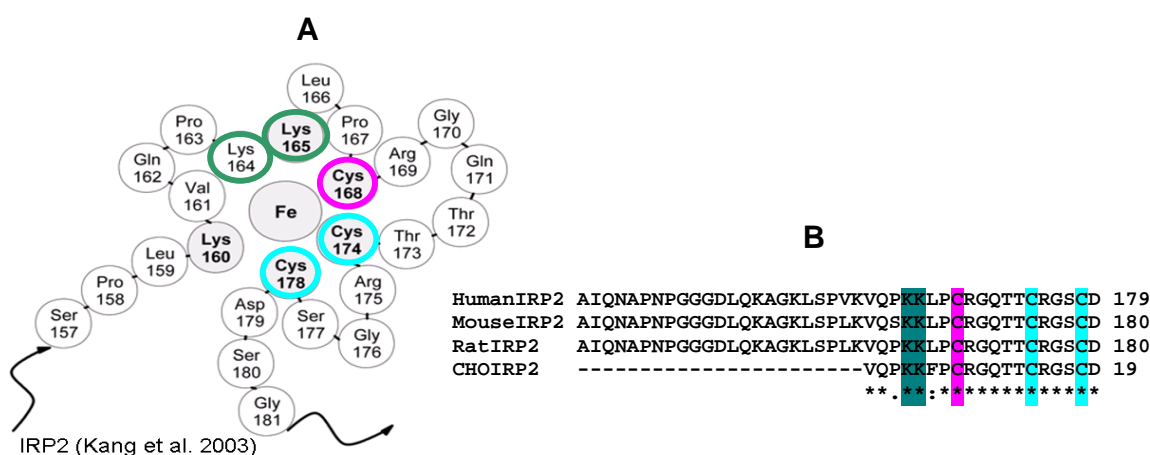 A
Leu
166
Pro
163
Lys
164
Lys
165
Pro
167
Gly
170
Arg
169
Gln
162
Gln
171
Val
161
Cys
168
Fe
Thr
172
Lys
160
Cys
174
Thr
173
Leu
159
Cys
178
Arg
175
Pro
158
Asp
179
Ser
177
Ser
157
Gly
176
Ser
180
Gly
181
IRP2 (Kang et al. 2003)
B
HumanIRP2 AIQNAPNPGGGDLQKAGKLSPVKVQPKKLPCRGQTTCRGSCD 179
MouseIRP2 AIQNAPNPGGGDLQKAGKLSPLKVQSKKLPCRGQTTCRGSCD 180
RatIRP2 AIQNAPNPGGGDLQKAGKLSPLKVQPKKLPCRGQTTCRGSCD 180
CHOIRP2 -----------------------VQPKKFPCRGQTTCRGSCD 19
**.**:*************